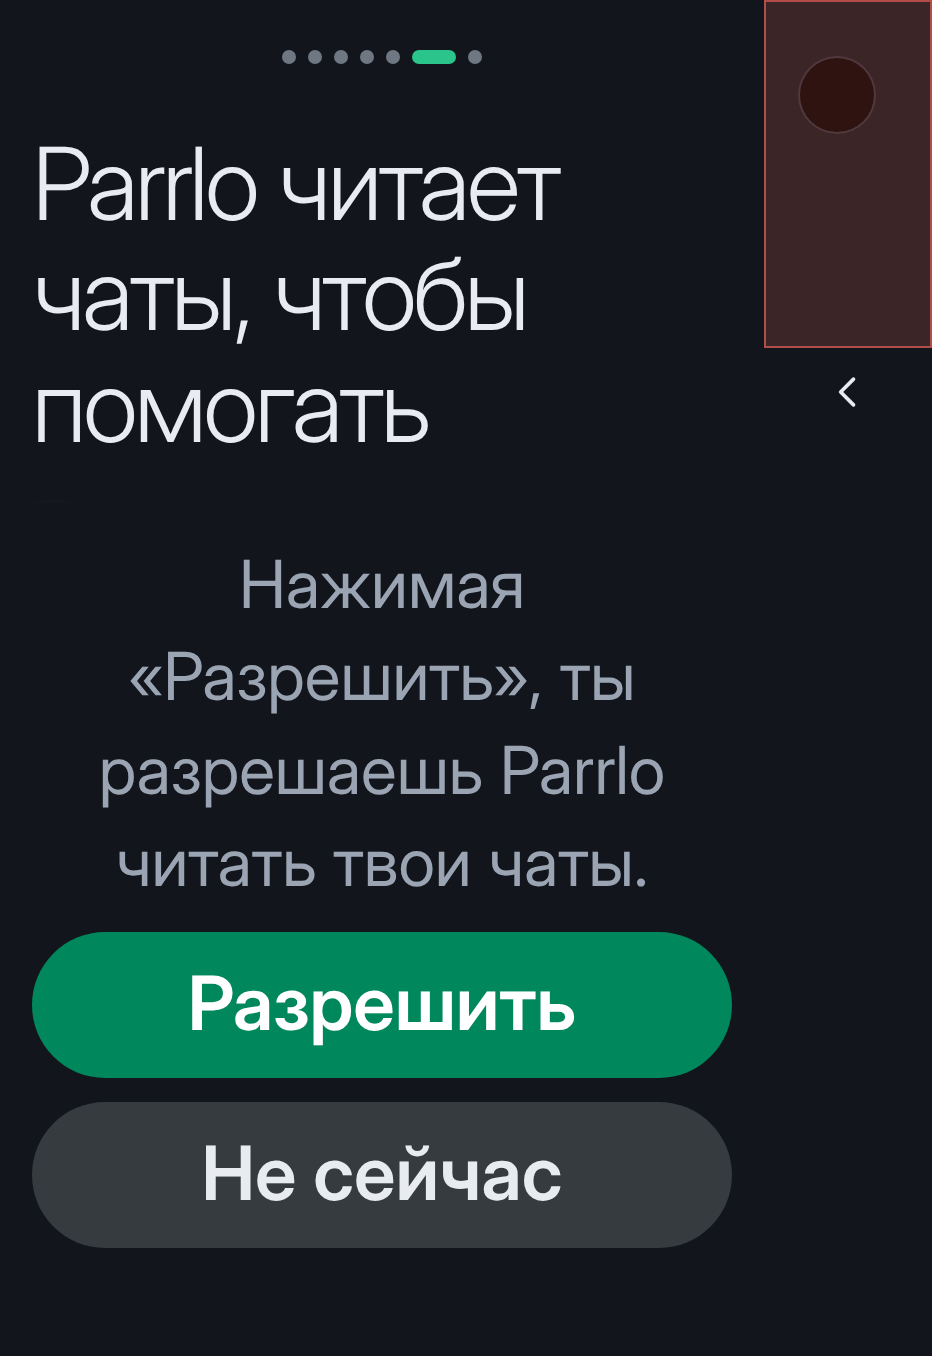 Parrlo читает
чаты, чтобы
помогать
Нажимая
«Разрешить», ты
разрешаешь Parrlo
читать твои чаты.
Разрешить
Не сейчас